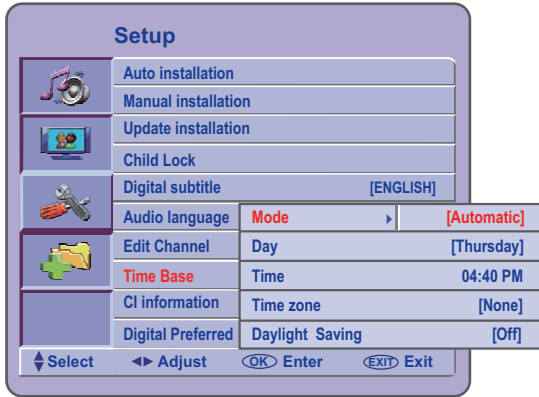 Setup
Auto installation
Manual installation
Update installation
Child Lock
Digital subtitle [ENGLISH]
Audio language Mode [Automatic]
Edit Channel Day [Thursday]
Time Base Time 04:40 PM
CI information Time zone [None]
Digital Preferred Daylight Saving [Off]
Select Adjust OK Enter EXIT Exit